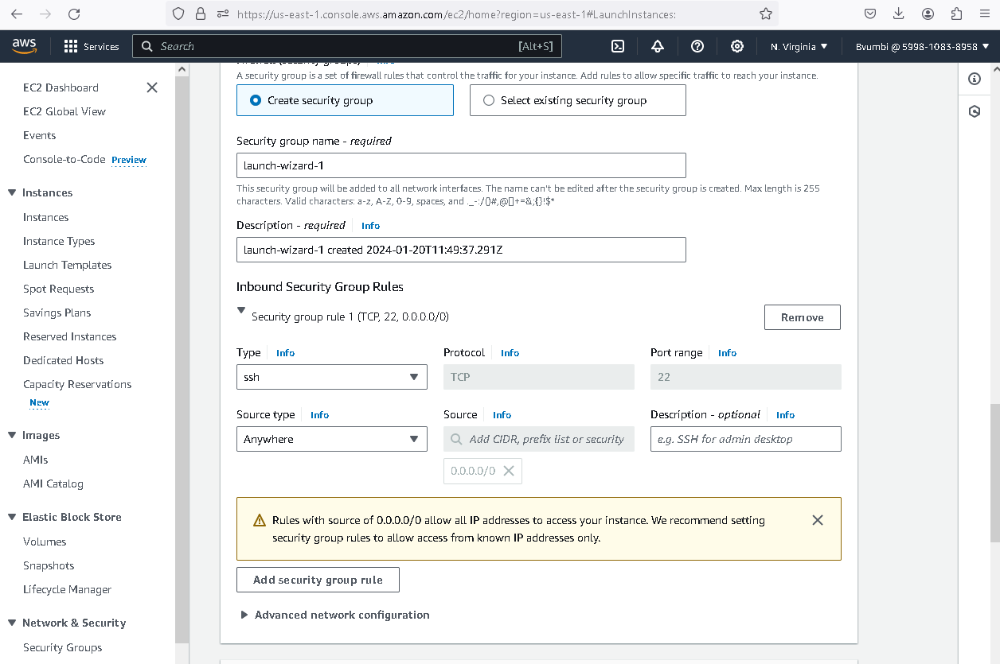 https://us-east-1.console.aws.amazon.com/ec2/home?region=us-east-1#LaunchInstances:
aws
Services
Search
[Alt+S]
N. Virginia
Bvumbi @ 5998-1083-8958
EC2 Dashboard
EC2 Global View
Events
Console-to-Code Preview
Instances
Instances
Instance Types
Launch Templates
Spot Requests
Savings Plans
Reserved Instances
Dedicated Hosts
Capacity Reservations
New
Images
AMIs
AMI Catalog
Elastic Block Store
Volumes
Snapshots
Lifecycle Manager
Network & Security
Security Groups
Firewall (security groups) Info
A security group is a set of firewall rules that control the traffic for your instance. Add rules to allow specific traffic to reach your instance.
Create security group
Select existing security group
Security group name - required
launch-wizard-1
This security group will be added to all network interfaces. The name can't be edited after the security group is created. Max length is 255
characters. Valid characters: a-z, A-Z, 0-9, spaces, and ._-:/()#,@[]+=&;{}!$*
Description - required Info
launch-wizard-1 created 2024-01-20T11:49:37.291Z
Inbound Security Group Rules
Security group rule 1 (TCP, 22, 0.0.0.0/0)
Remove
Type Info
Protocol Info
Port range Info
ssh
TCP
22
Source type Info
Source Info
Description - optional Info
Anywhere
Add CIDR, prefix list or security
e.g. SSH for admin desktop
0.0.0.0/0
Rules with source of 0.0.0.0/0 allow all IP addresses to access your instance. We recommend setting
security group rules to allow access from known IP addresses only.
Add security group rule
Advanced network configuration